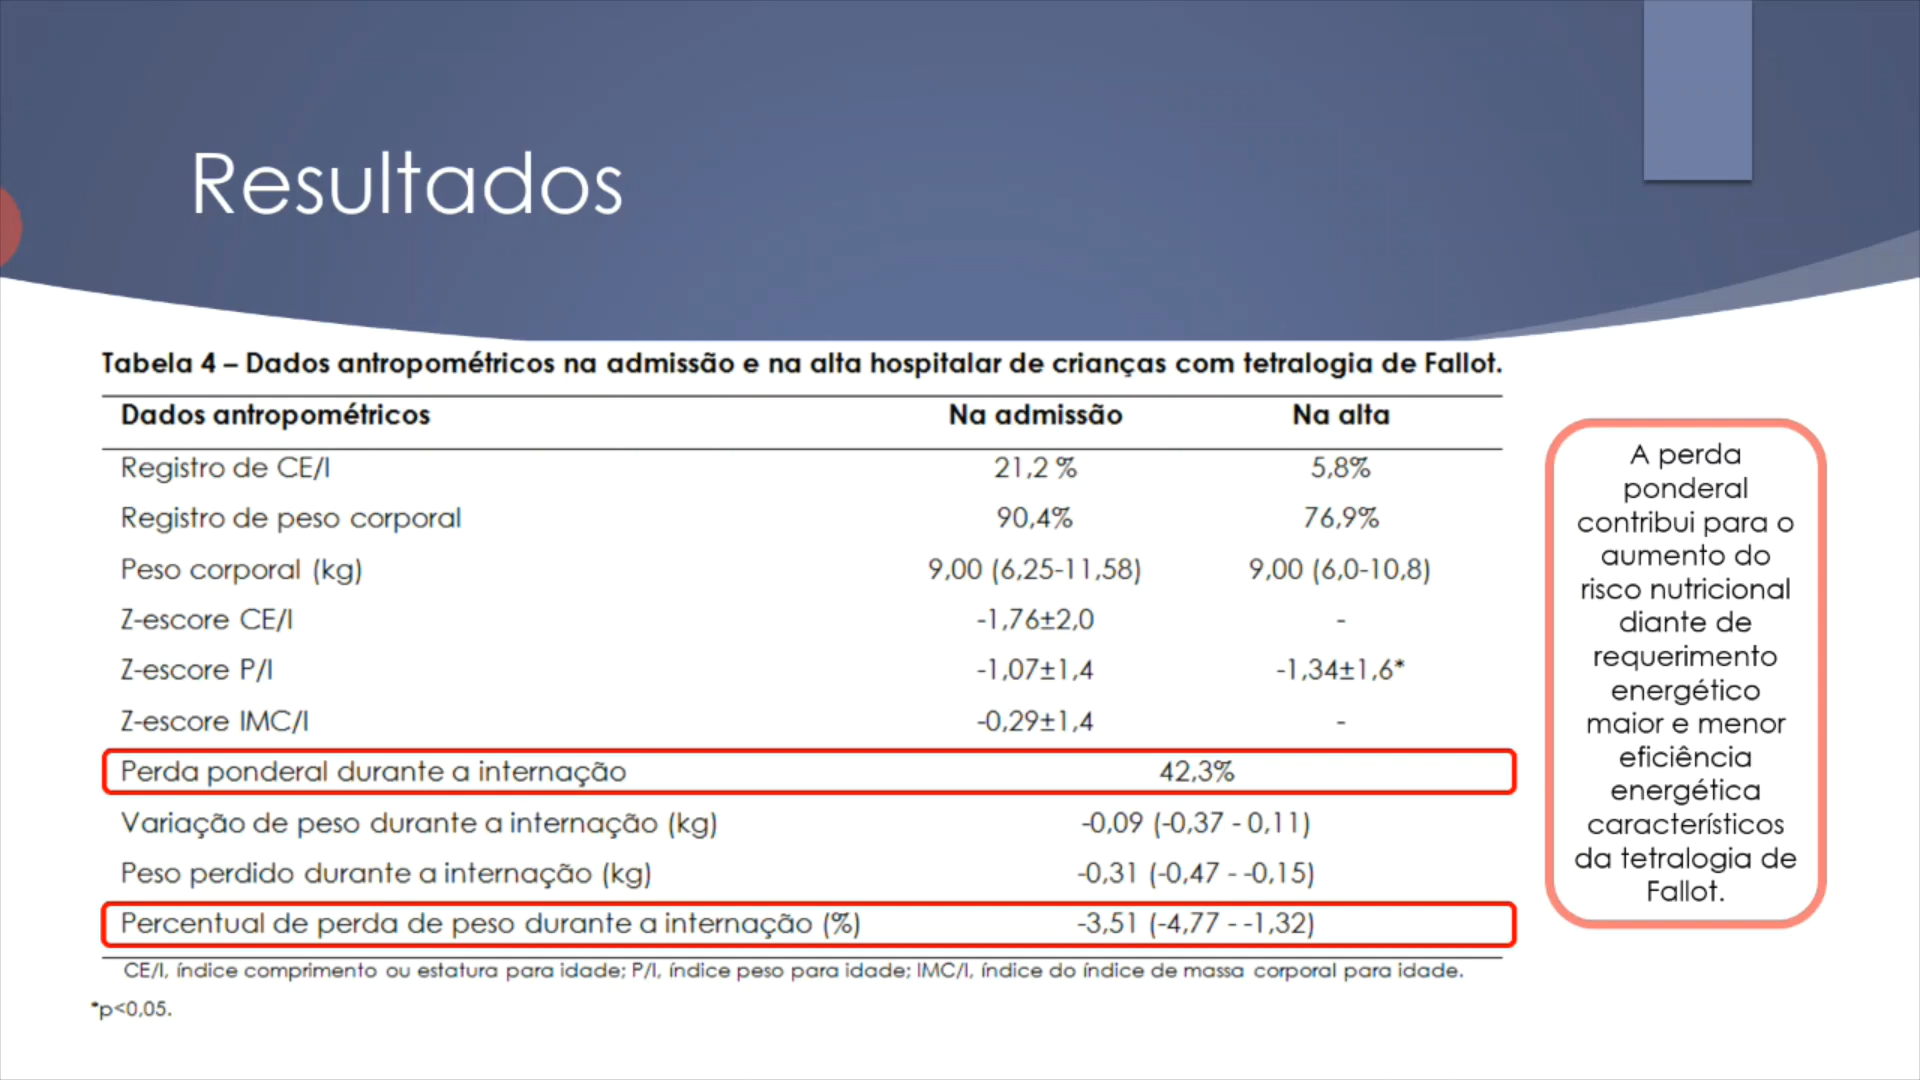 Resultados
Tabela 4 – Dados antropométricos na admissão e na alta hospitalar de crianças com tetralogia de Fallot.
Dados antropométricos Na admissão Na alta
Registro de CE/I 21,2 % 5,8%
Registro de peso corporal 90,4% 76,9%
Peso corporal (kg) 9,00 (6,25-11,58) 9,00 (6,0-10,8)
Z-escore CE/I -1,76±2,0 -
Z-escore P/I -1,07±1,4 -1,34±1,6*
Z-escore IMC/I -0,29±1,4 -
Perda ponderal durante a internação 42,3%
Variação de peso durante a internação (kg) -0,09 (-0,37 - 0,11)
Peso perdido durante a internação (kg) -0,31 (-0,47 - -0,15)
Percentual de perda de peso durante a internação (%) -3,51 (-4,77 - -1,32)
CE/I, índice comprimento ou estatura para idade; P/I, índice peso para idade; IMC/I, índice do índice de massa corporal para idade.
*p<0,05.
A perda
ponderal
contribui para o
aumento do
risco nutricional
diante de
requerimento
energético
maior e menor
eficiência
energética
característicos
da tetralogia de
Fallot.